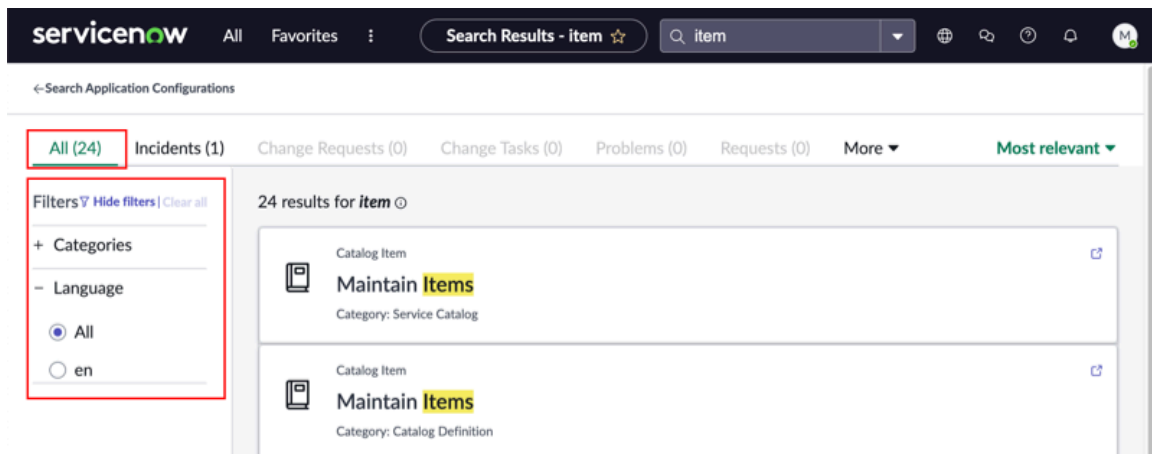 servicenow All Favorites Search Results - item item M
←Search Application Configurations
All (24) Incidents (1) Change Requests (0) Change Tasks (0) Problems (0) Requests (0) More Most relevant
Filters Hide filters | Clear all
24 results for item
+ Categories
− Language
All
en
Catalog Item
Maintain Items
Category: Service Catalog
Catalog Item
Maintain Items
Category: Catalog Definition